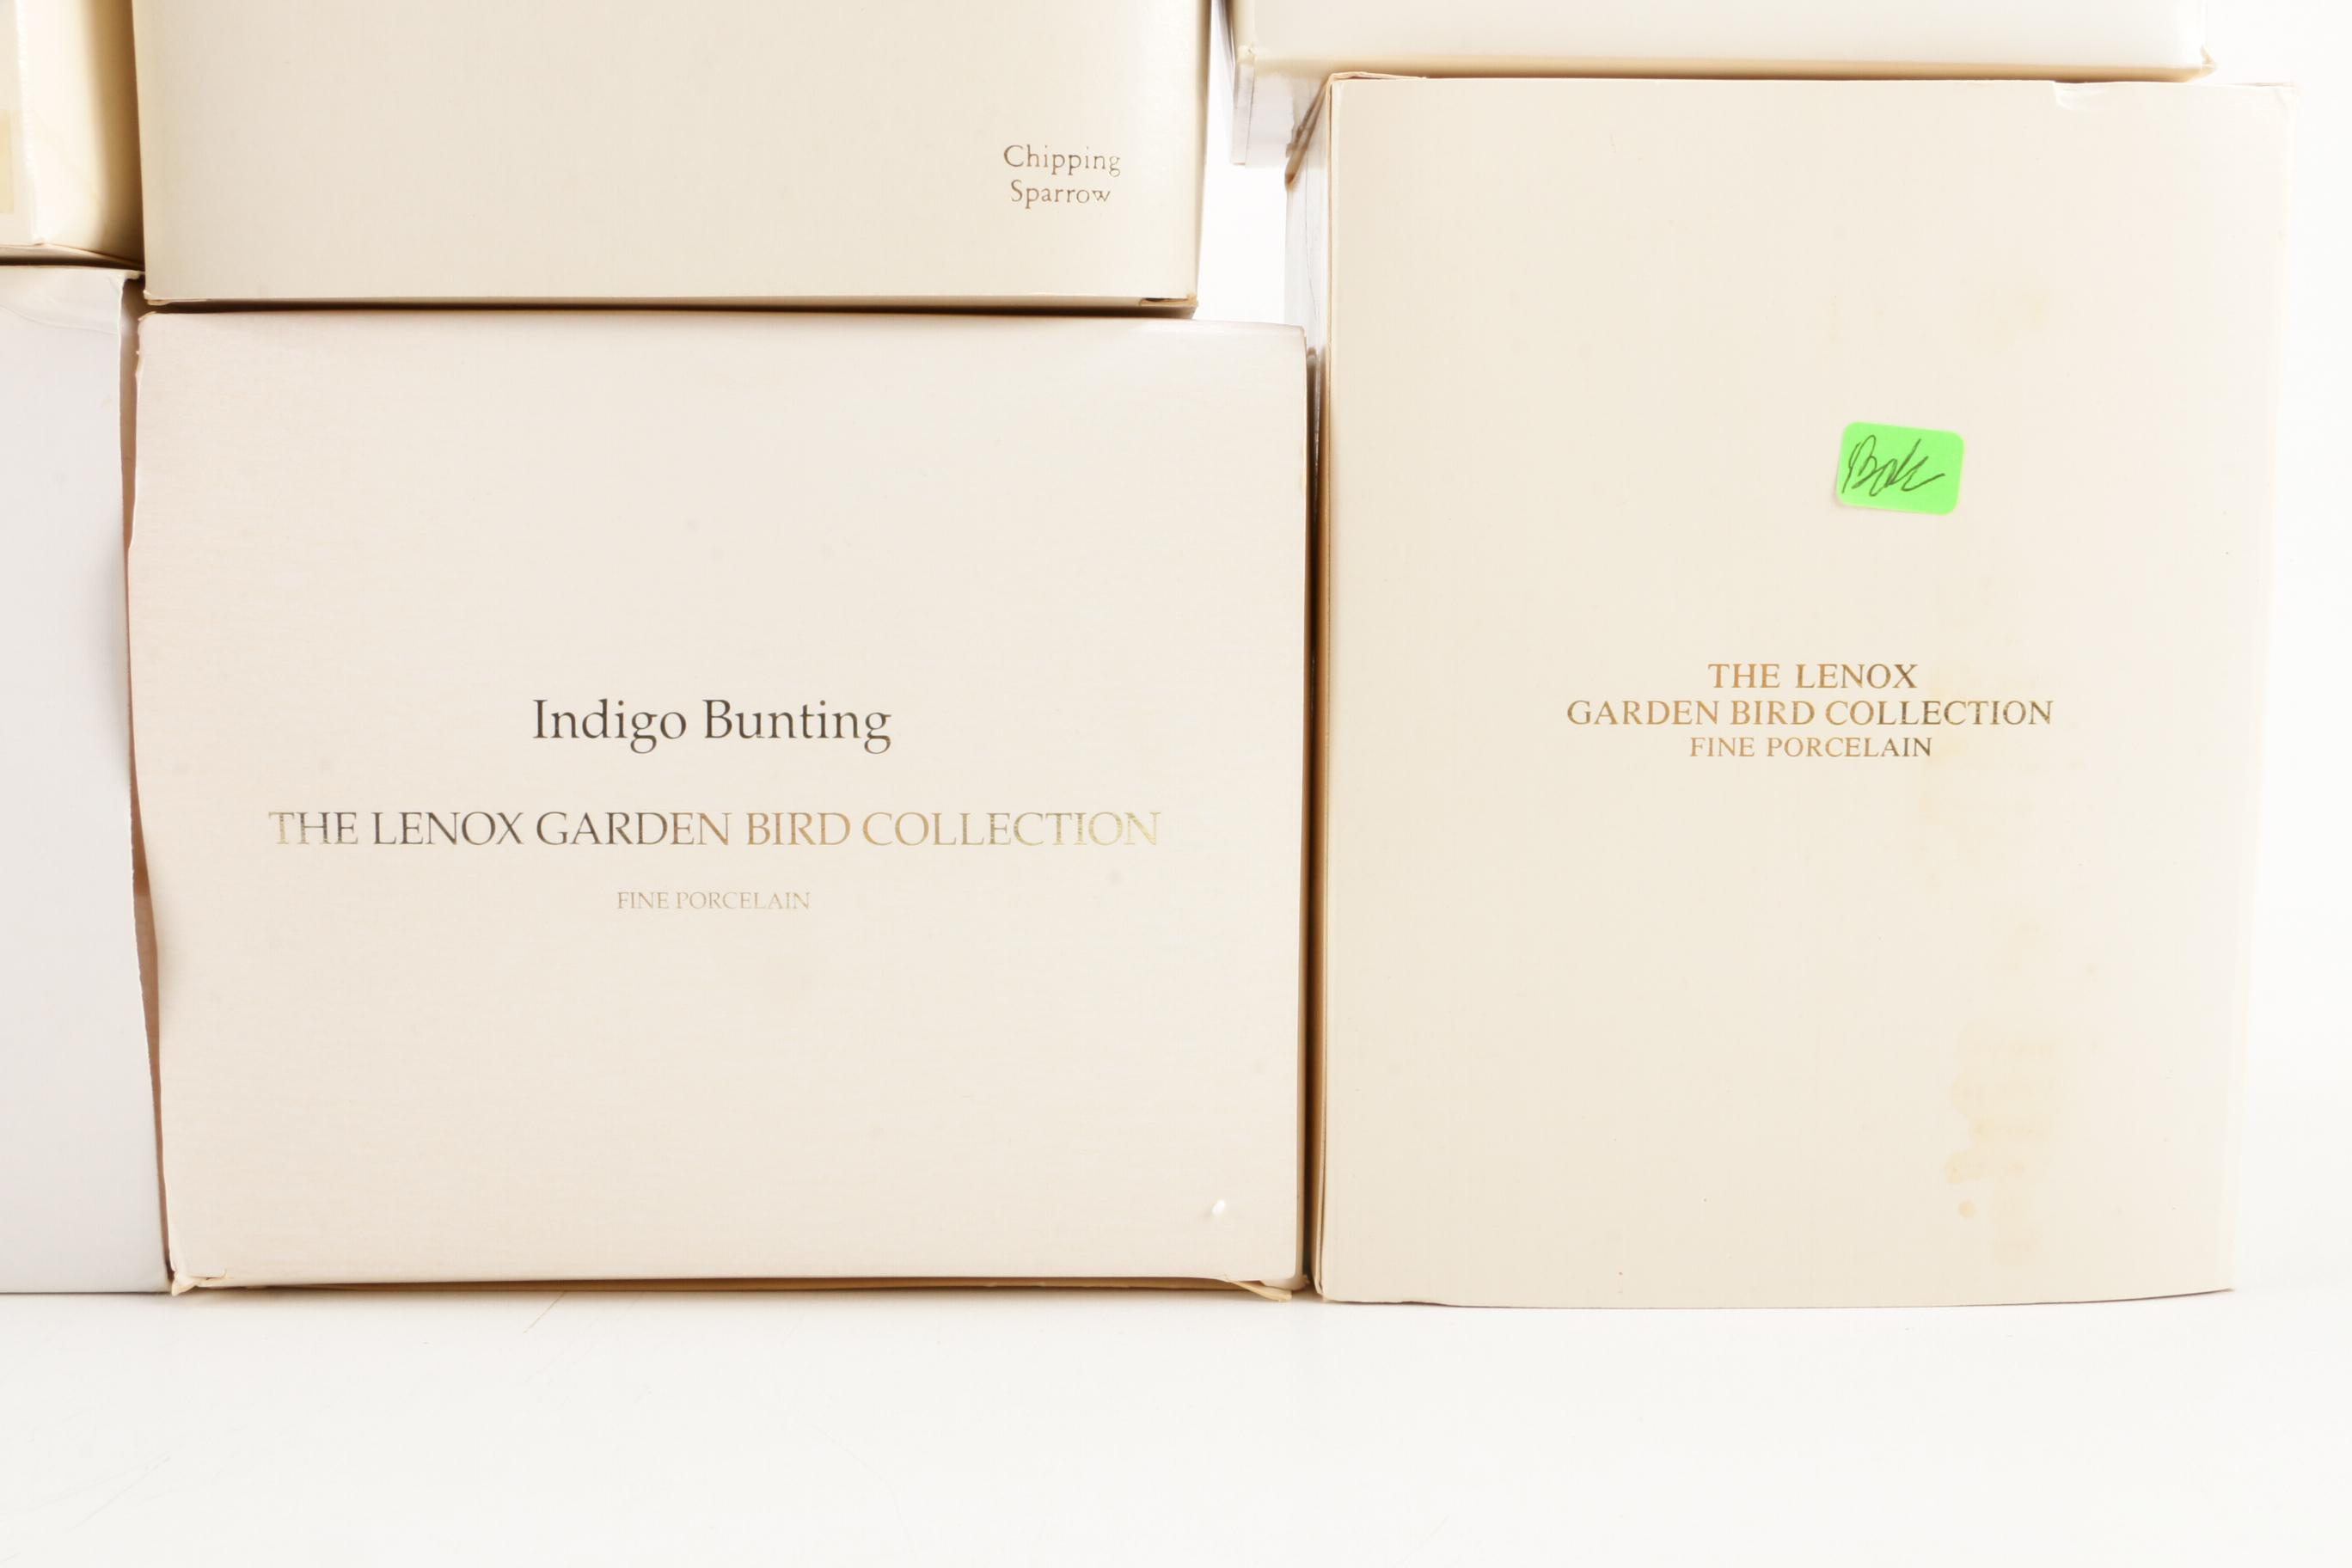 Chipping
Sparrow
Indigo Bunting
THE LENOX GARDEN BIRD COLLECTION
FINE PORCELAIN
THE LENOX
GARDEN BIRD COLLECTION
FINE PORCELAIN